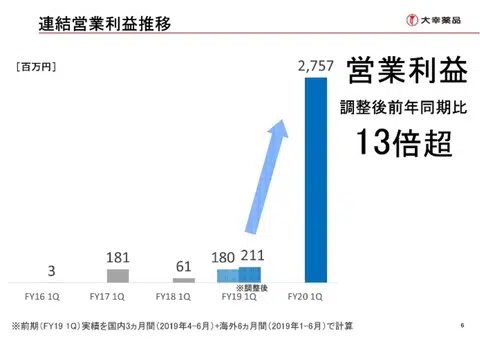 連結営業利益推移
大幸薬品
[百万円]
2,757
営業利益
調整後前年同期比
13倍超
3
181
61
180
211
※調整後
FY16 1Q
FY17 1Q
FY18 1Q
FY19 1Q
FY20 1Q
※前期(FY19 1Q)実績を国内3ヵ月間(2019年4-6月)+海外6ヵ月間(2019年1-6月)で計算
6